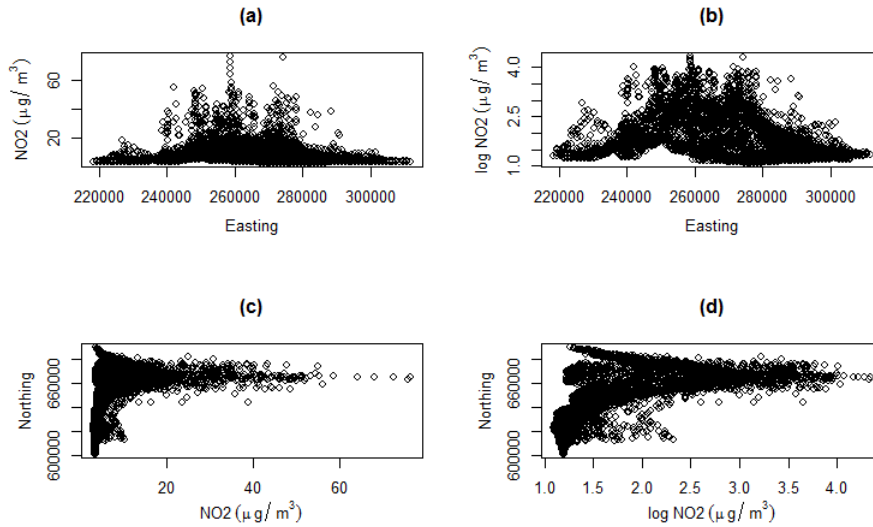 (a)
NO2 (μg/ m³)
20
60
220000 240000 260000 280000 300000
Easting
(b)
log NO2 (μg/ m³)
1.0
2.5
4.0
220000 240000 260000 280000 300000
Easting
(c)
Northing
600000
660000
20 40 60
NO2 (μg/ m³)
(d)
Northing
600000
660000
1.0 1.5 2.0 2.5 3.0 3.5 4.0
log NO2 (μg/ m³)